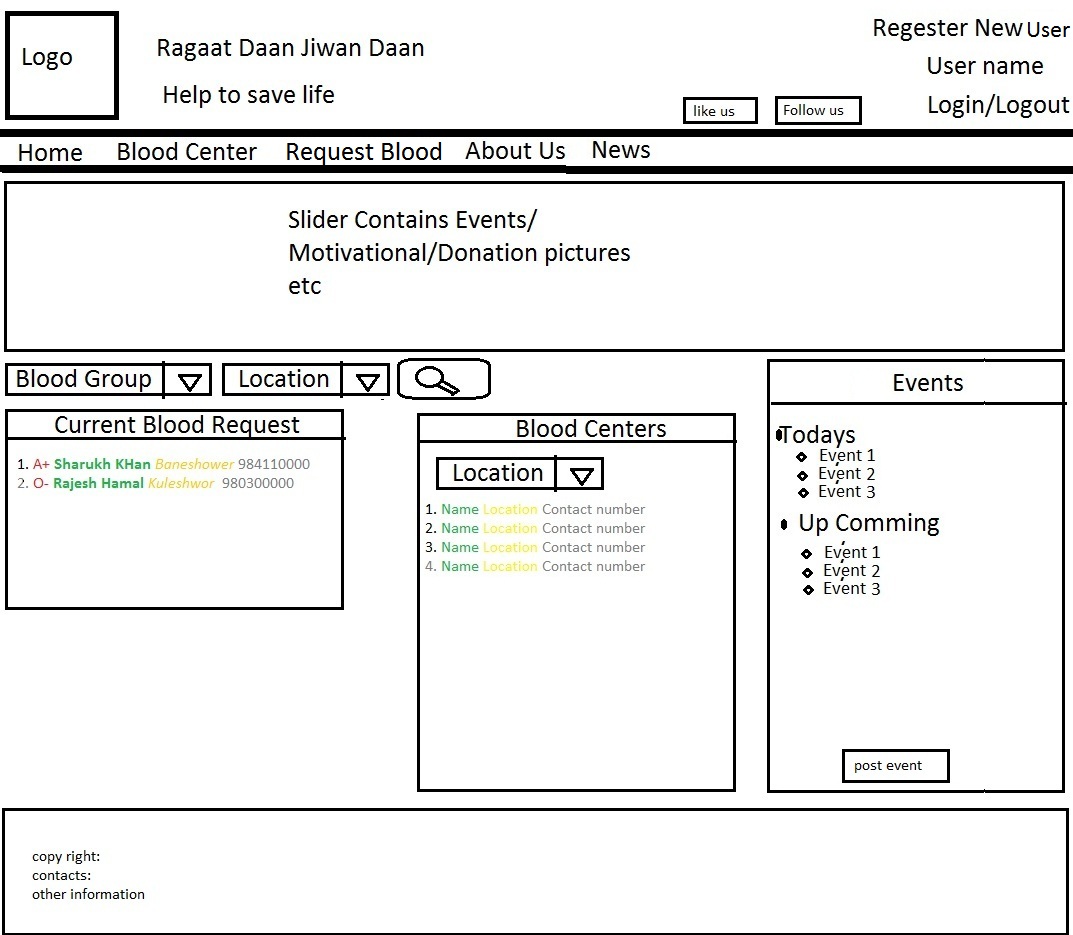 Logo
Ragaat Daan Jiwan Daan
Help to save life
Regester New User
User name
Login/Logout
like us
Follow us
Home Blood Center Request Blood About Us News
Slider Contains Events/
Motivational/Donation pictures
etc
Blood Group
Location
Current Blood Request
1. A+ Sharukh KHan Baneshower 984110000
2. O- Rajesh Hamal Kuleshwor 980300000
Blood Centers
Location
1. Name Location Contact number
2. Name Location Contact number
3. Name Location Contact number
4. Name Location Contact number
Events
Todays
Event 1
Event 2
Event 3
Up Comming
Event 1
Event 2
Event 3
post event
copy right:
contacts:
other information